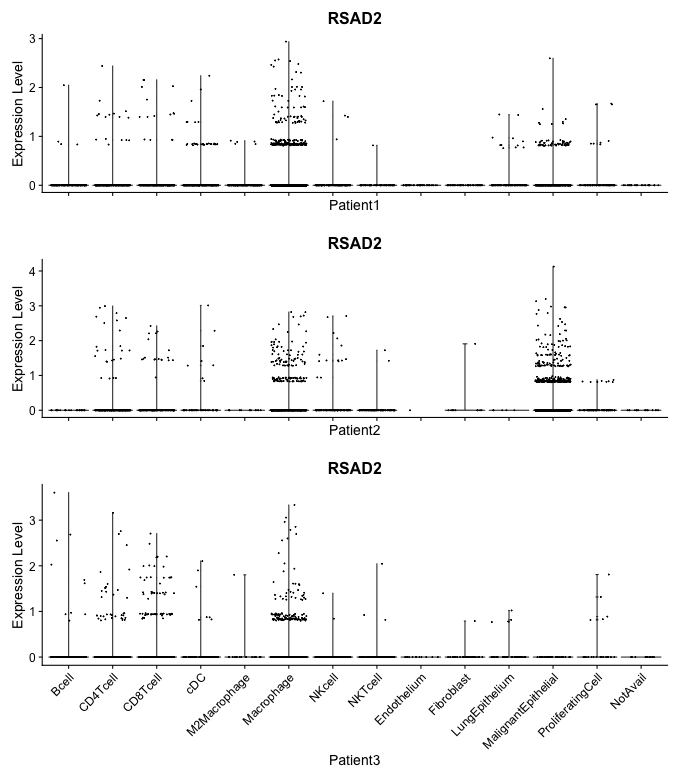 RSAD2
Expression Level
3
2
1
0
Patient1
RSAD2
Expression Level
4
3
2
1
0
Patient2
RSAD2
Expression Level
3
2
1
0
Bcell
CD4Tcell
CD8Tcell
cDC
M2Macrophage
Macrophage
NKcell
NKTcell
Endothelium
Fibroblast
LungEpithelium
MalignantEpithelial
ProliferatingCell
NotAvail
Patient3